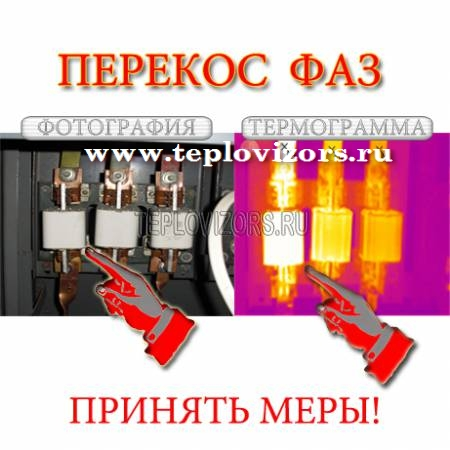 ПЕРЕКОС ФАЗ
ФОТОГРАФИЯ ТЕРМОГРАММА
www.teplovizors.ru
TEPLOVIZORS.RU
ПРИНЯТЬ МЕРЫ!